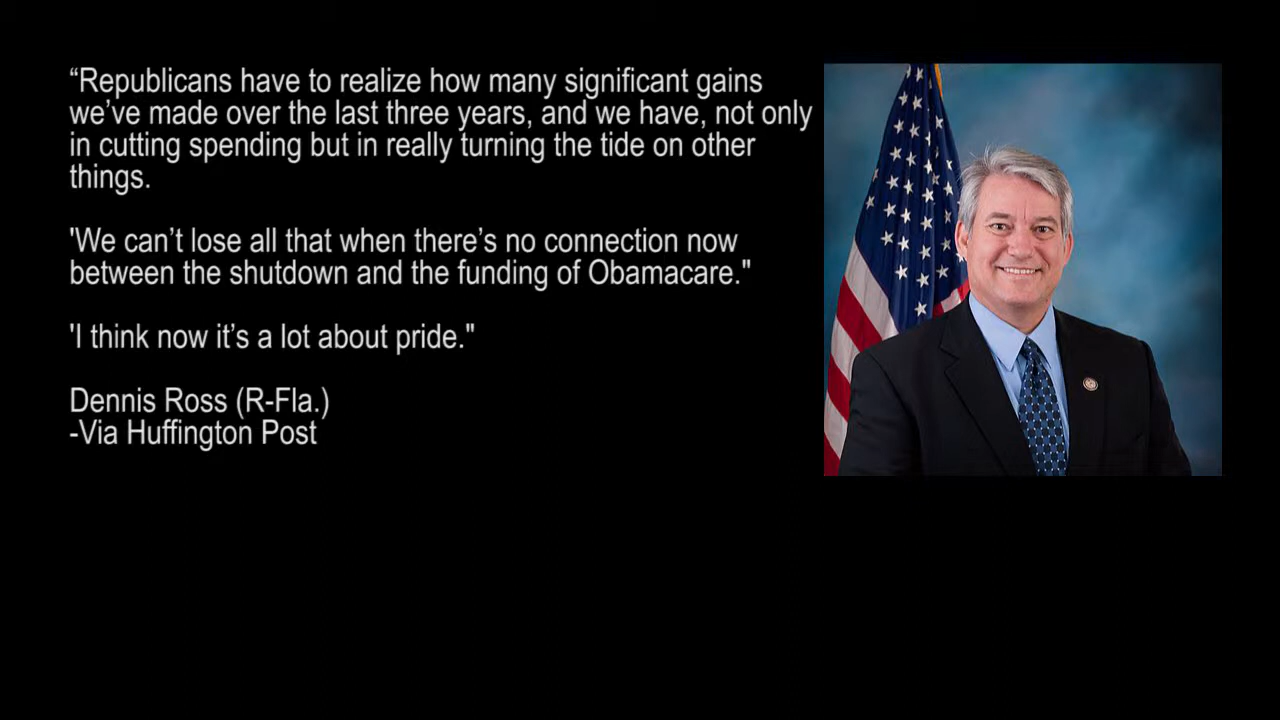 “Republicans have to realize how many significant gains
we’ve made over the last three years, and we have, not only
in cutting spending but in really turning the tide on other
things.
'We can’t lose all that when there’s no connection now
between the shutdown and the funding of Obamacare."
'I think now it’s a lot about pride."
Dennis Ross (R-Fla.)
-Via Huffington Post